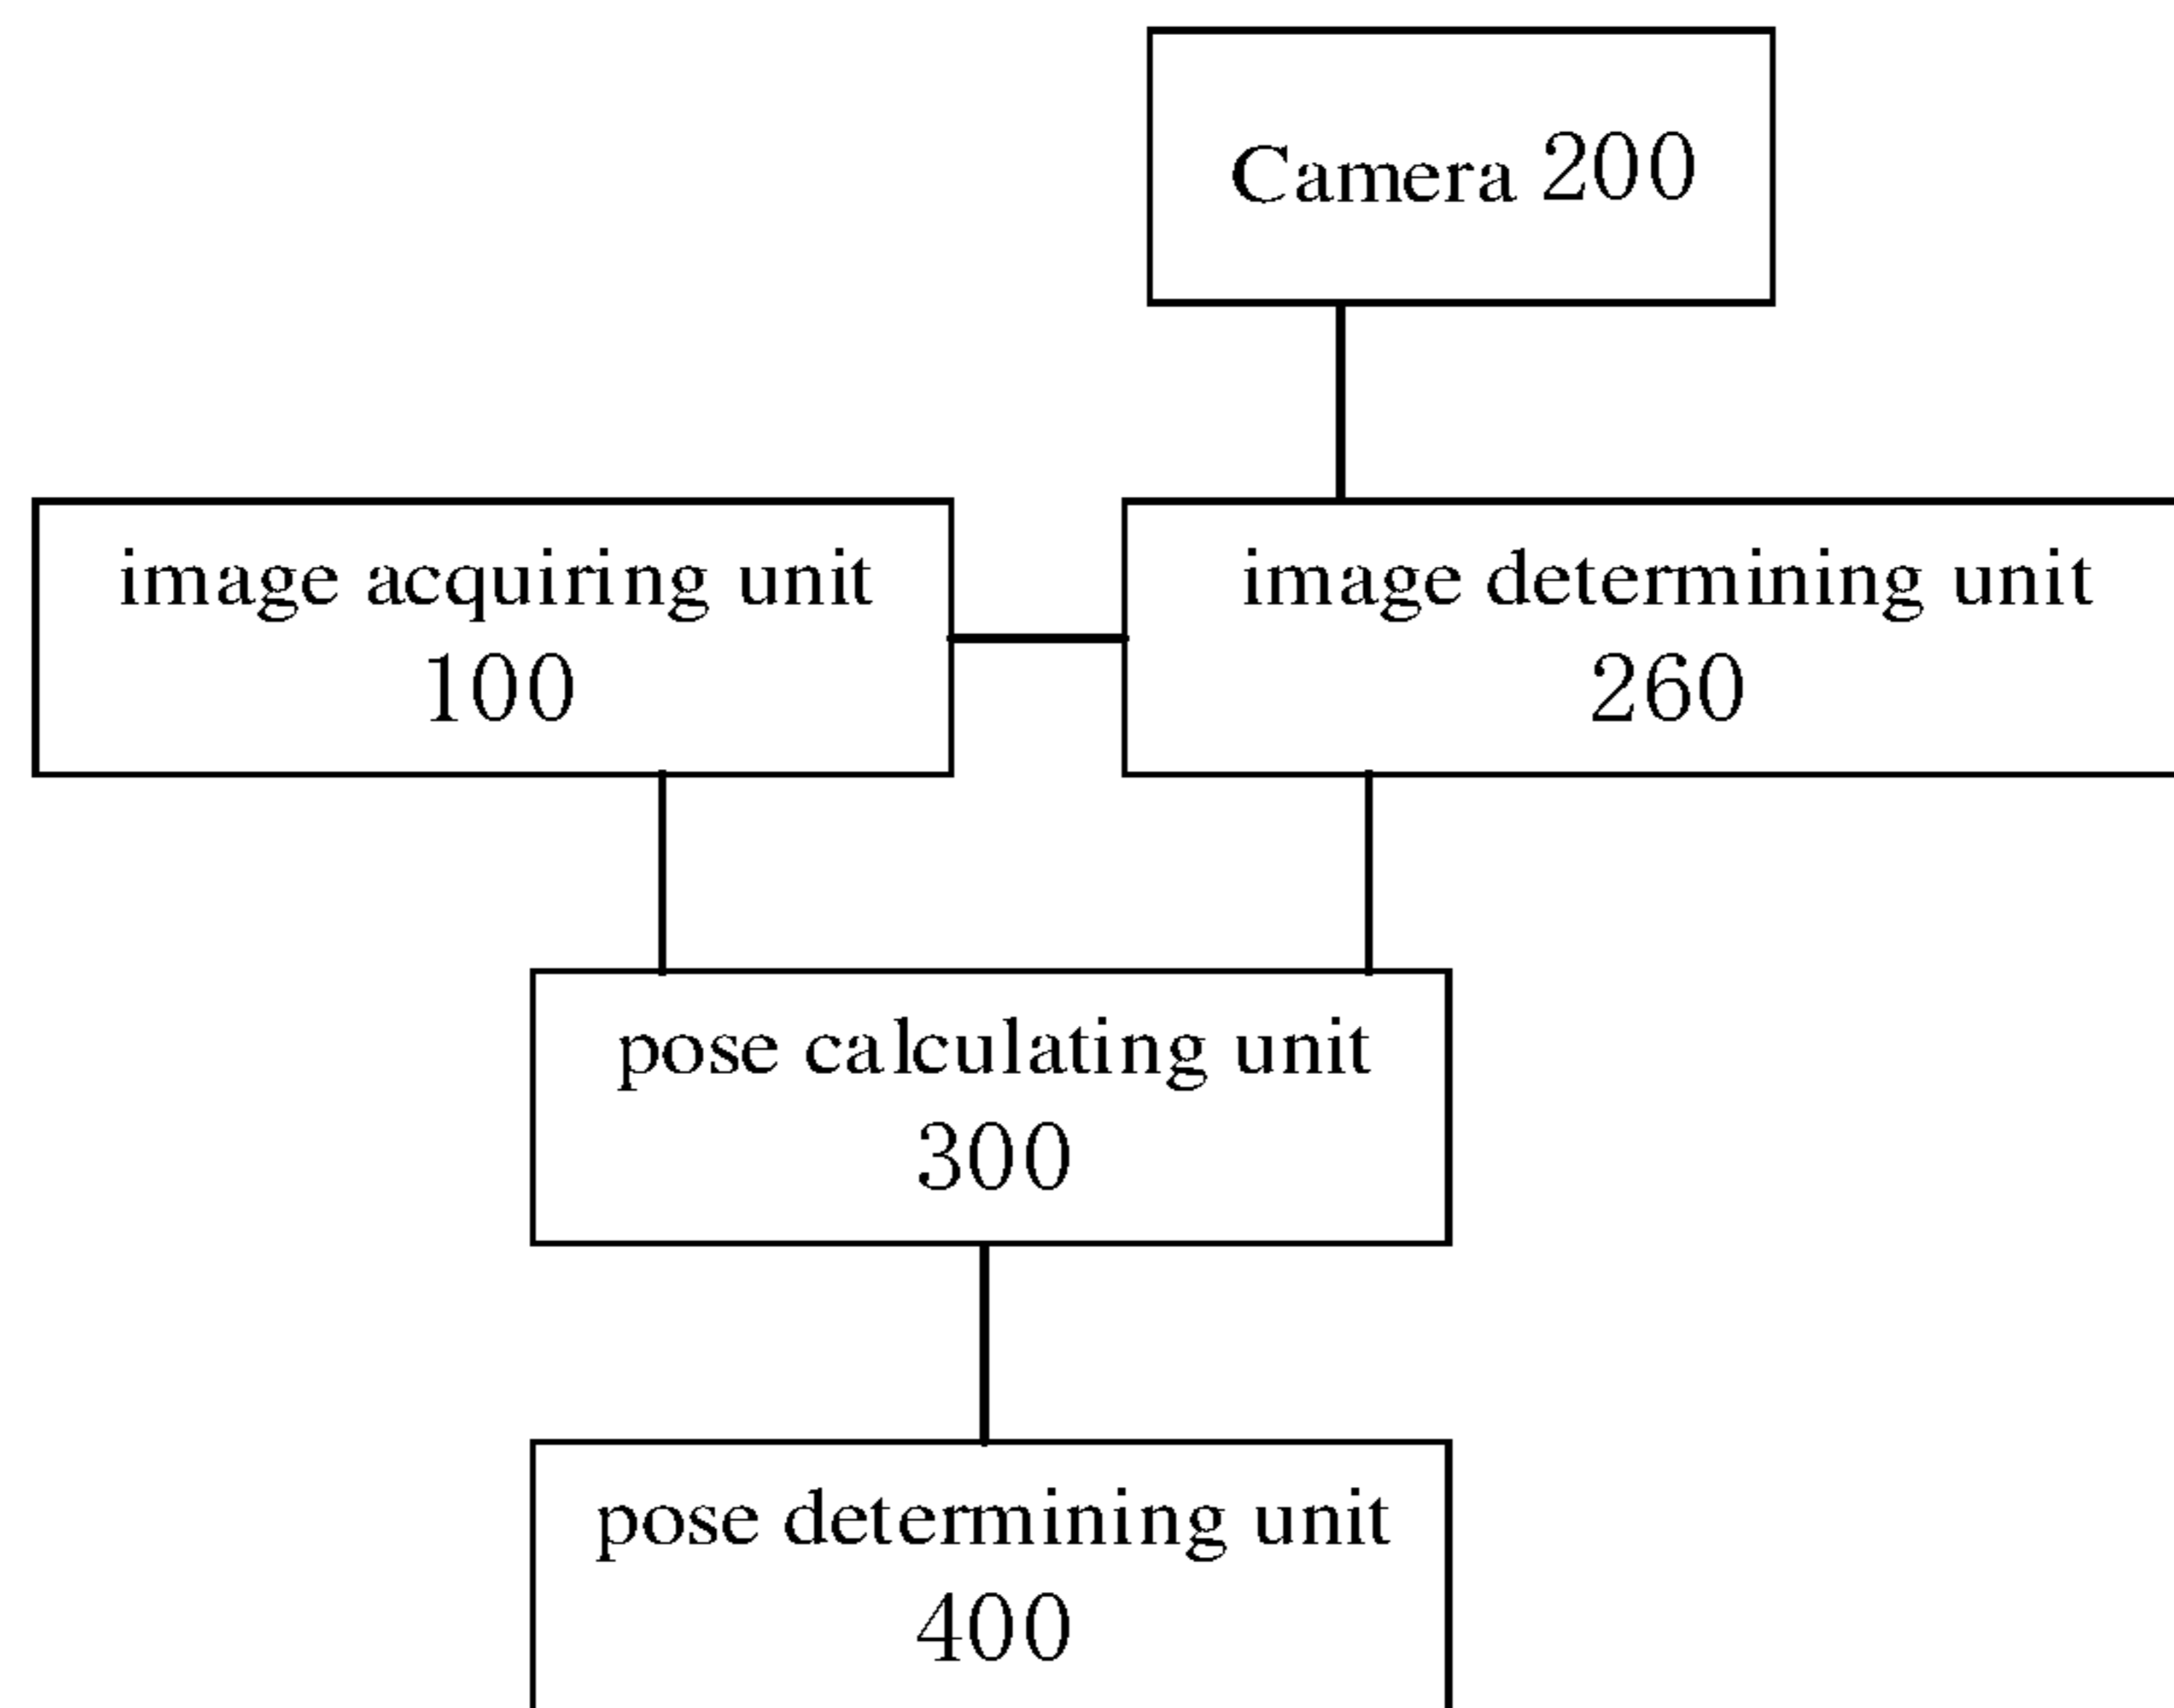 Camera 200
image acquiring unit
100
image determining unit
260
pose calculating unit
300
pose determining unit
400